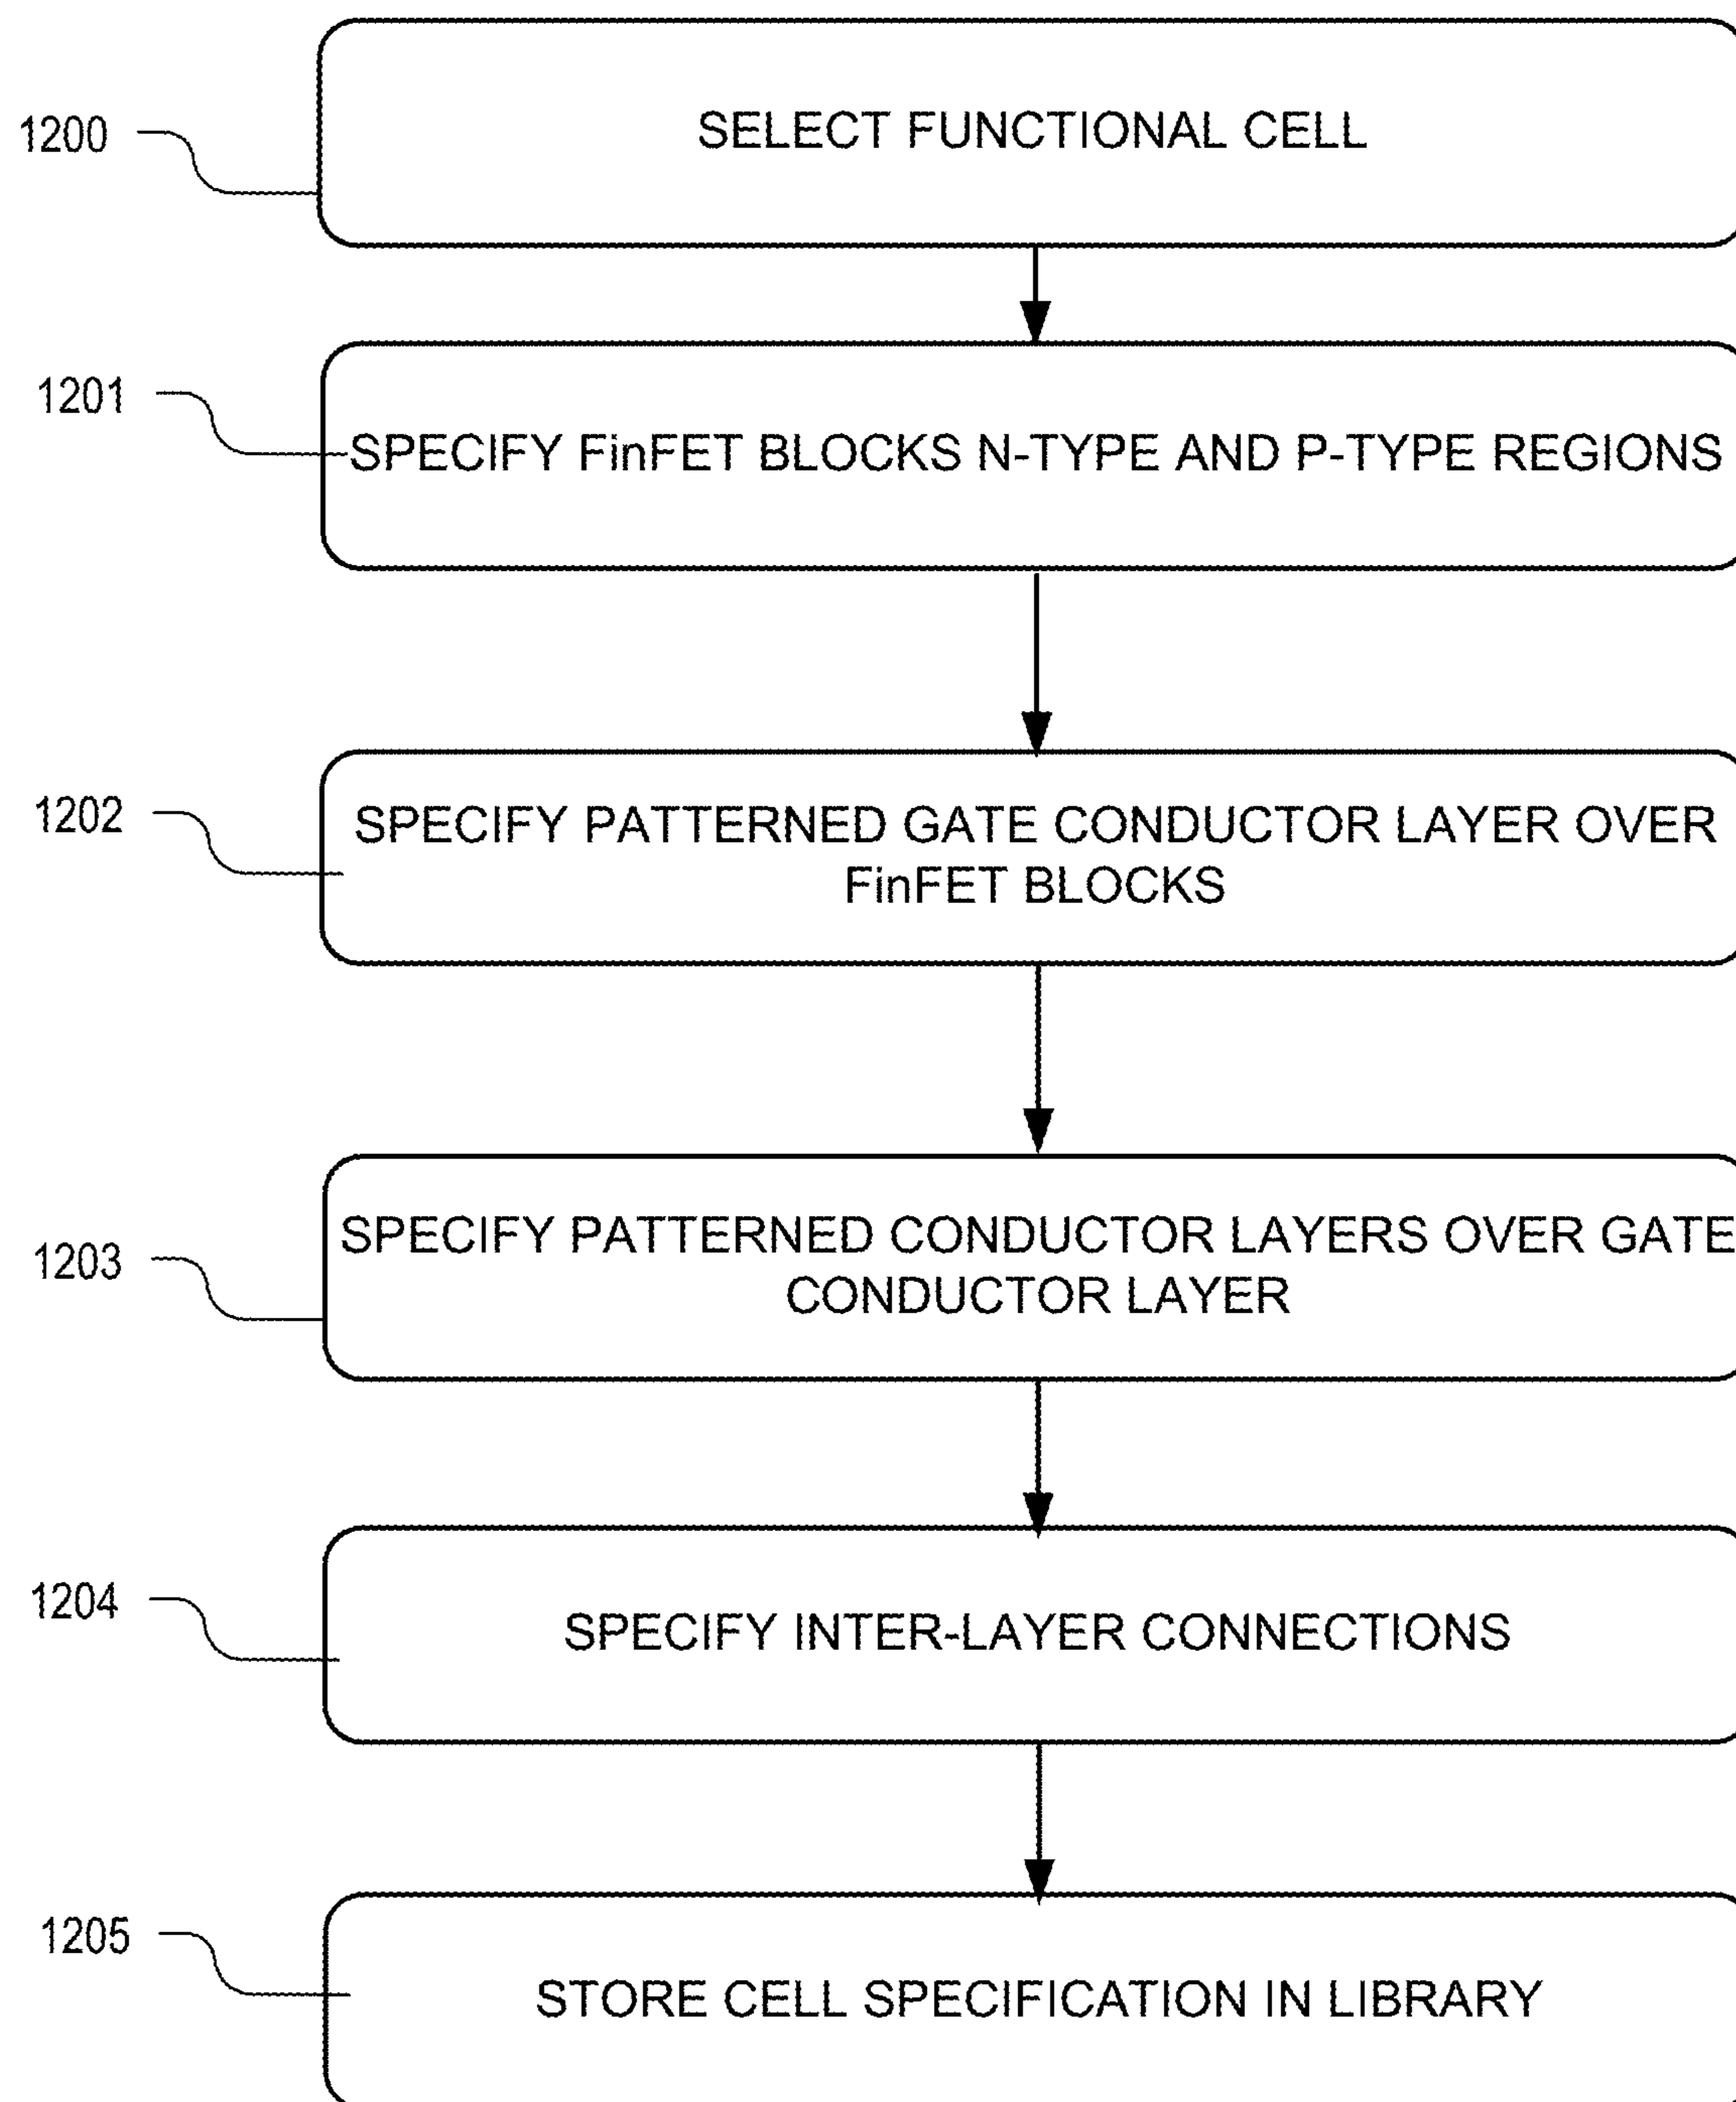 1200
SELECT FUNCTIONAL CELL
1201
SPECIFY FinFET BLOCKS N-TYPE AND P-TYPE REGIONS
1202
SPECIFY PATTERNED GATE CONDUCTOR LAYER OVER
FinFET BLOCKS
1203
SPECIFY PATTERNED CONDUCTOR LAYERS OVER GATE
CONDUCTOR LAYER
1204
SPECIFY INTER-LAYER CONNECTIONS
1205
STORE CELL SPECIFICATION IN LIBRARY